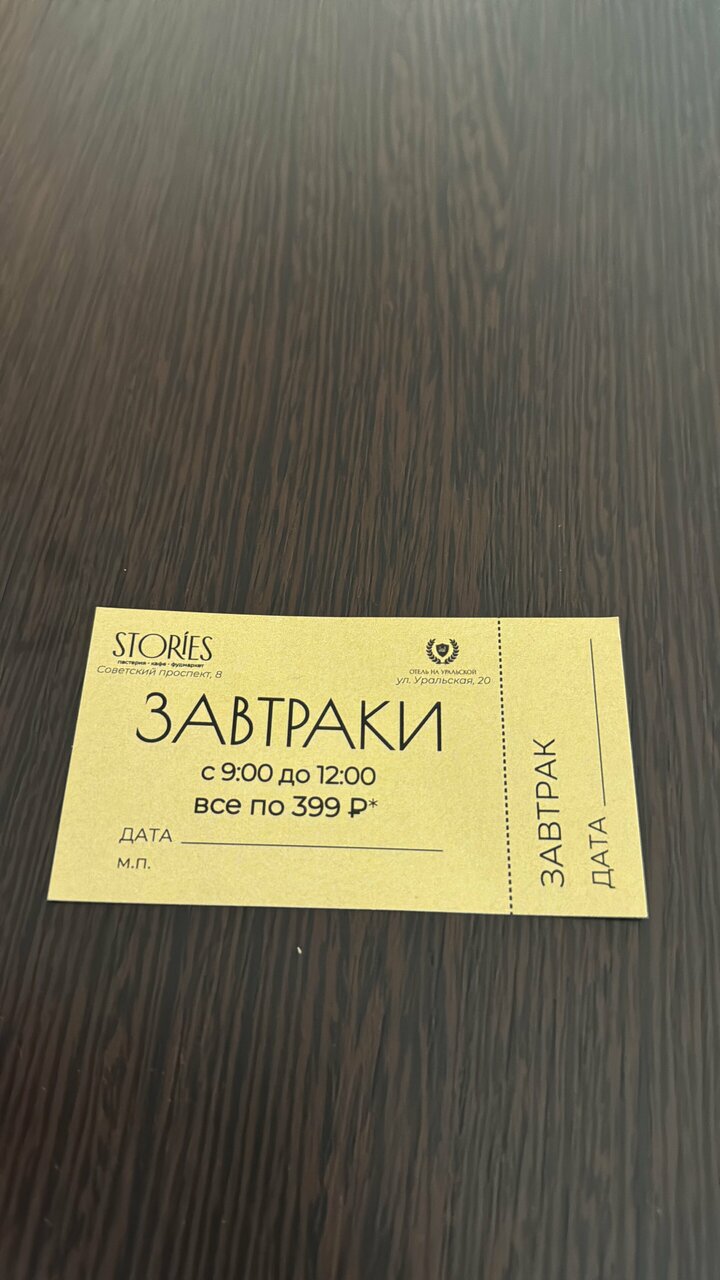 STORIES
пастерия - кафе - фудмаркет
Советский проспект, 8
ОТЕЛЬ НА УРАЛЬСКОЙ
ул. Уральская, 20
ЗАВТРАКИ
с 9:00 до 12:00
все по 399 ₽*
ДАТА
м.п.
ЗАВТРАК
ДАТА